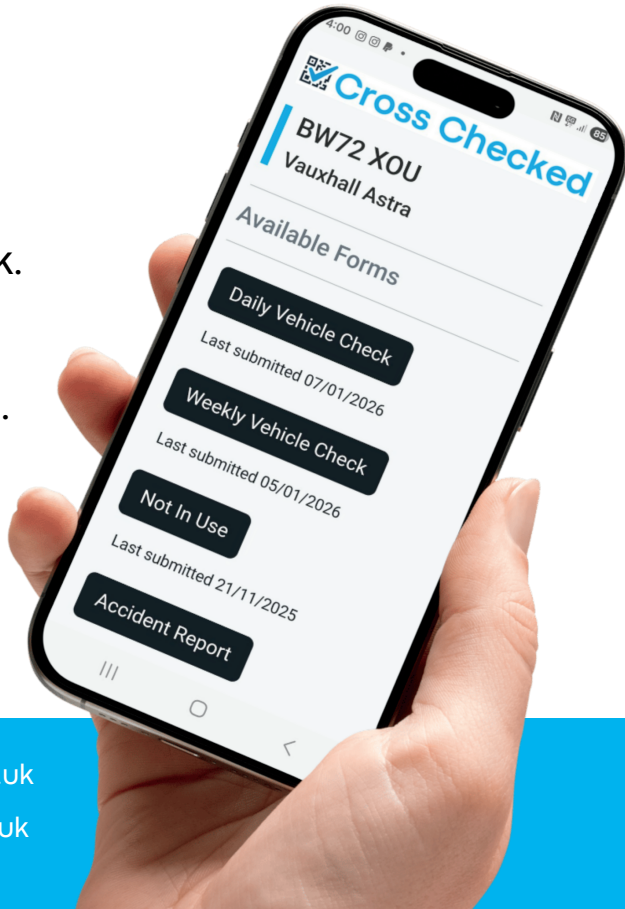 4:00
85
Cross Checked
BW72 XOU
Vauxhall Astra
Available Forms
Daily Vehicle Check
Last submitted 07/01/2026
Weekly Vehicle Check
Last submitted 05/01/2026
Not In Use
Last submitted 21/11/2025
Accident Report
k.
.
.uk
uk